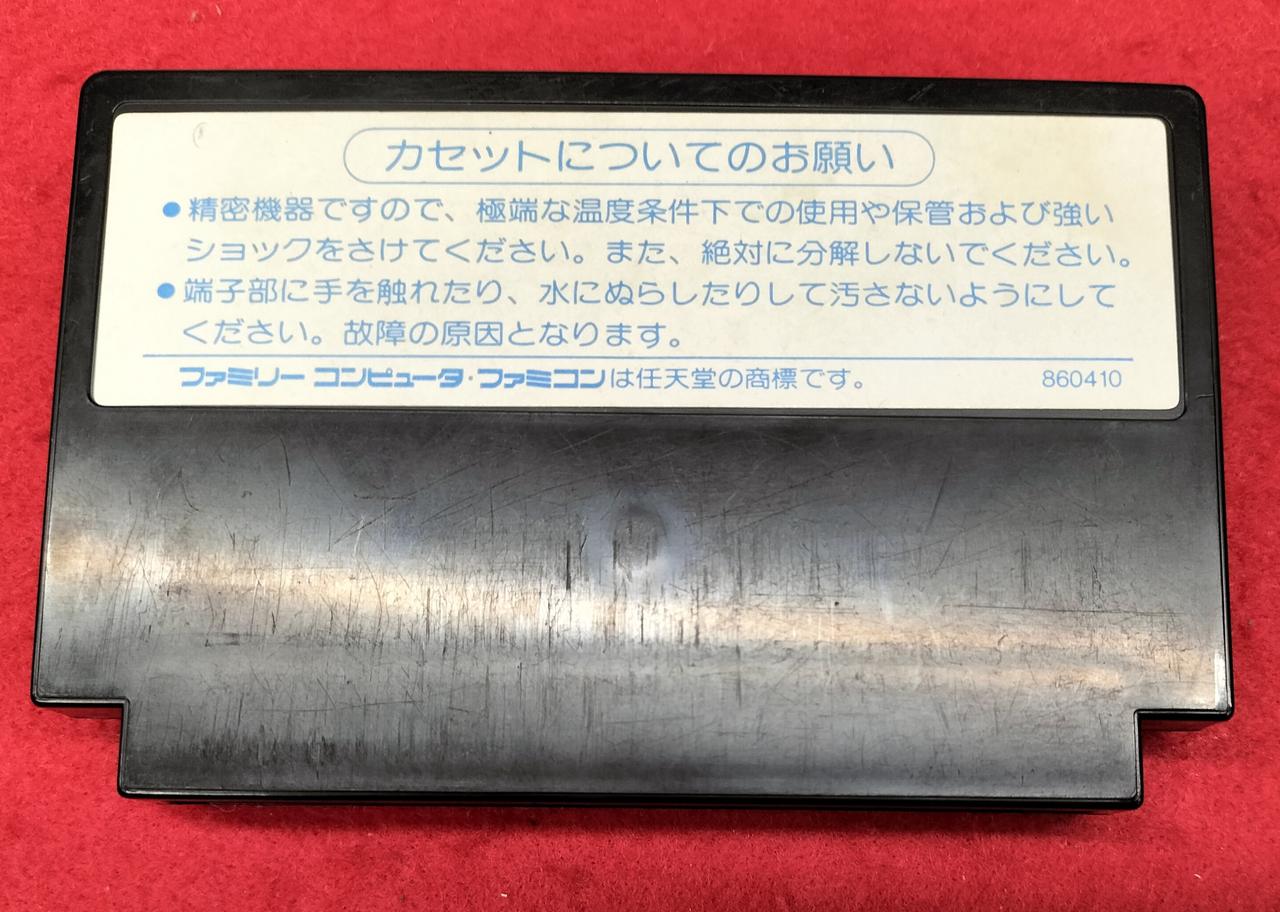 カセットについてのお願い
●精密機器ですので、極端な温度条件下での使用や保管および強い
ショックをさけてください。また、絶対に分解しないでください。
●端子部に手を触れたり、水にぬらしたりして汚さないようにして
ください。故障の原因となります。
ファミリー コンピュータ・ファミコンは任天堂の商標です。 860410